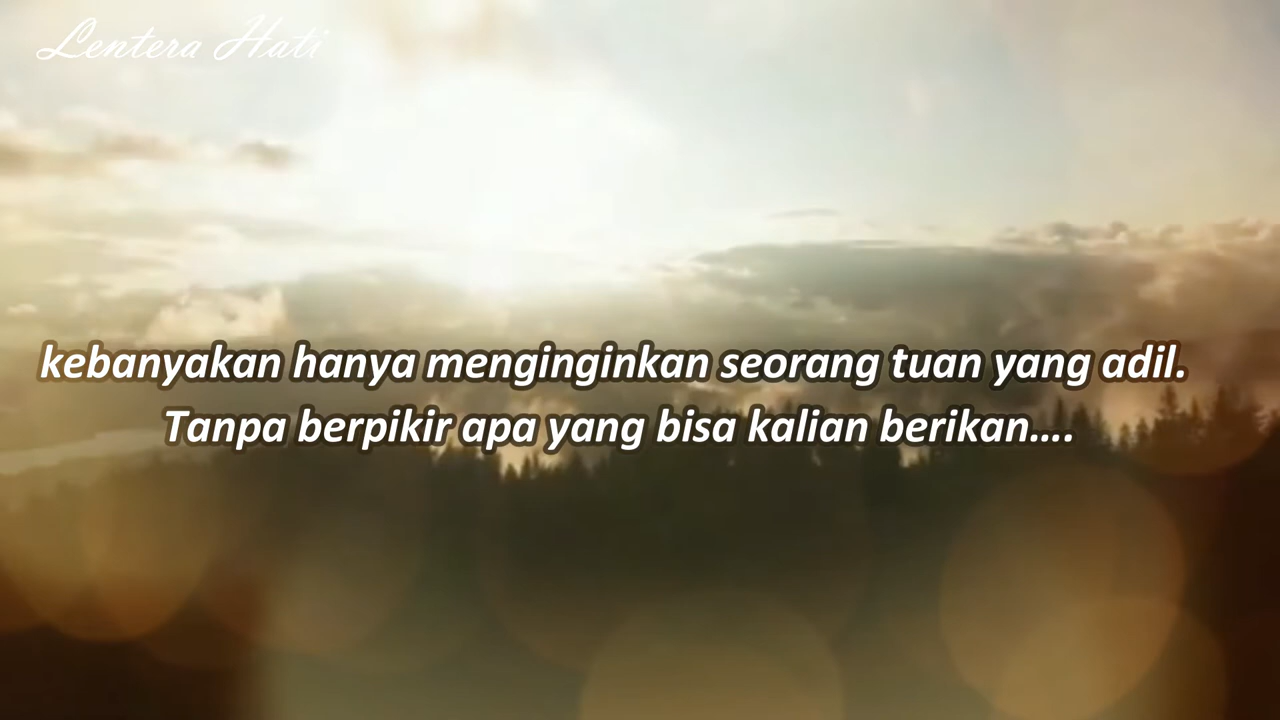 Lentera Hati
kebanyakan hanya menginginkan seorang tuan yang adil.
Tanpa berpikir apa yang bisa kalian berikan....